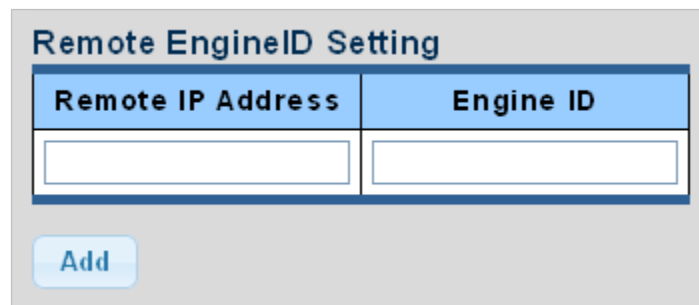 Remote EngineID Setting
Remote IP Address Engine ID
Add